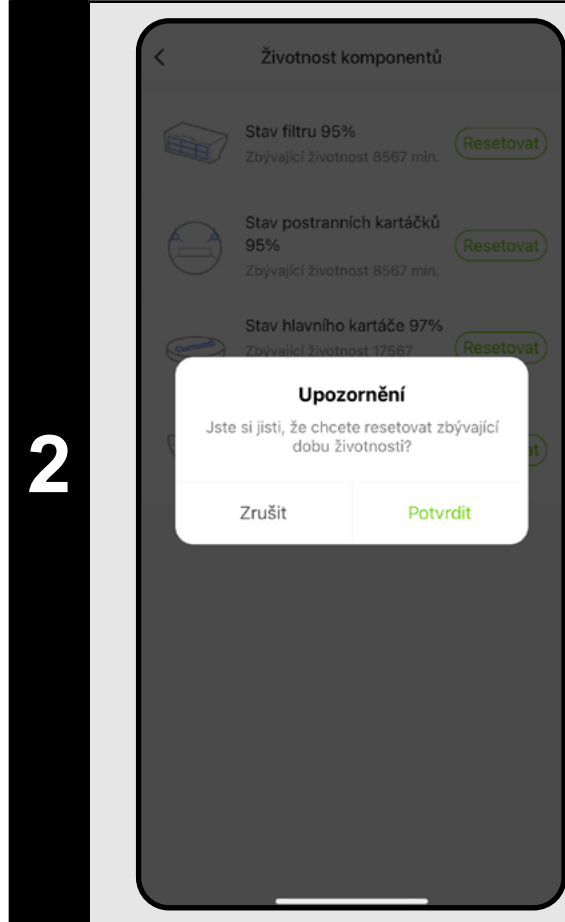 2
Životnost komponentů
Stav filtru 95%
Zbývající životnost 8567 min.
Resetovat
Stav postranních kartáčků
95%
Zbývající životnost 8567 min.
Resetovat
Stav hlavního kartáče 97%
Zbývající životnost 17567
Resetovat
Upozornění
Jste si jisti, že chcete resetovat zbývající
dobu životnosti?
Zrušit
Potvrdit